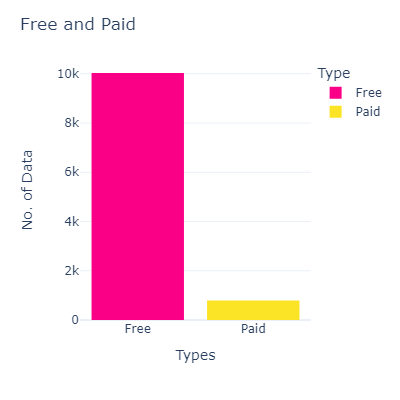 Free and Paid
Type
Free
Paid
No. of Data
10k
8k
6k
4k
2k
0
Free
Paid
Types